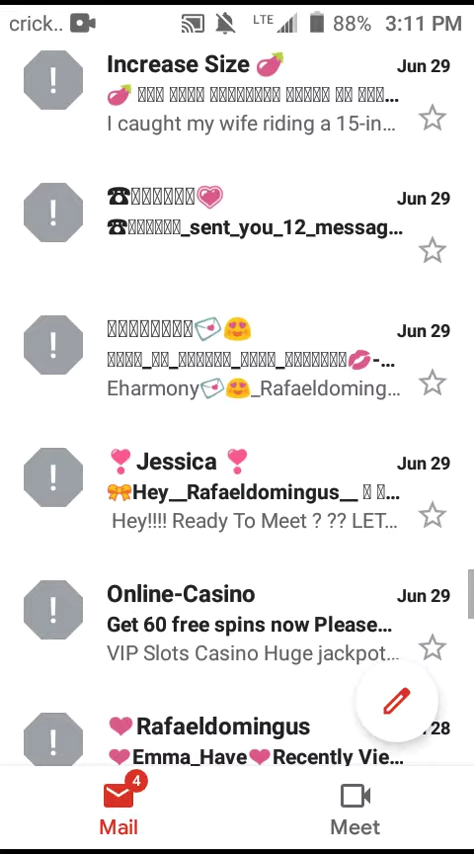 crick.. LTE 88% 3:11 PM
Increase Size 🍆 Jun 29
🍆
I caught my wife riding a 15-in...
☎💗 Jun 29
☎_sent_you_12_messag...
💌😍 Jun 29
💋-...
Eharmony💌😍_Rafaeldoming...
❣ Jessica ❣ Jun 29
🎀Hey__Rafaeldomingus__
Hey!!!! Ready To Meet ? ?? LET...
Online-Casino Jun 29
Get 60 free spins now Please...
VIP Slots Casino Huge jackpot...
❤Rafaeldomingus 28
❤Emma_Have❤Recently Vie...
4
Mail Meet